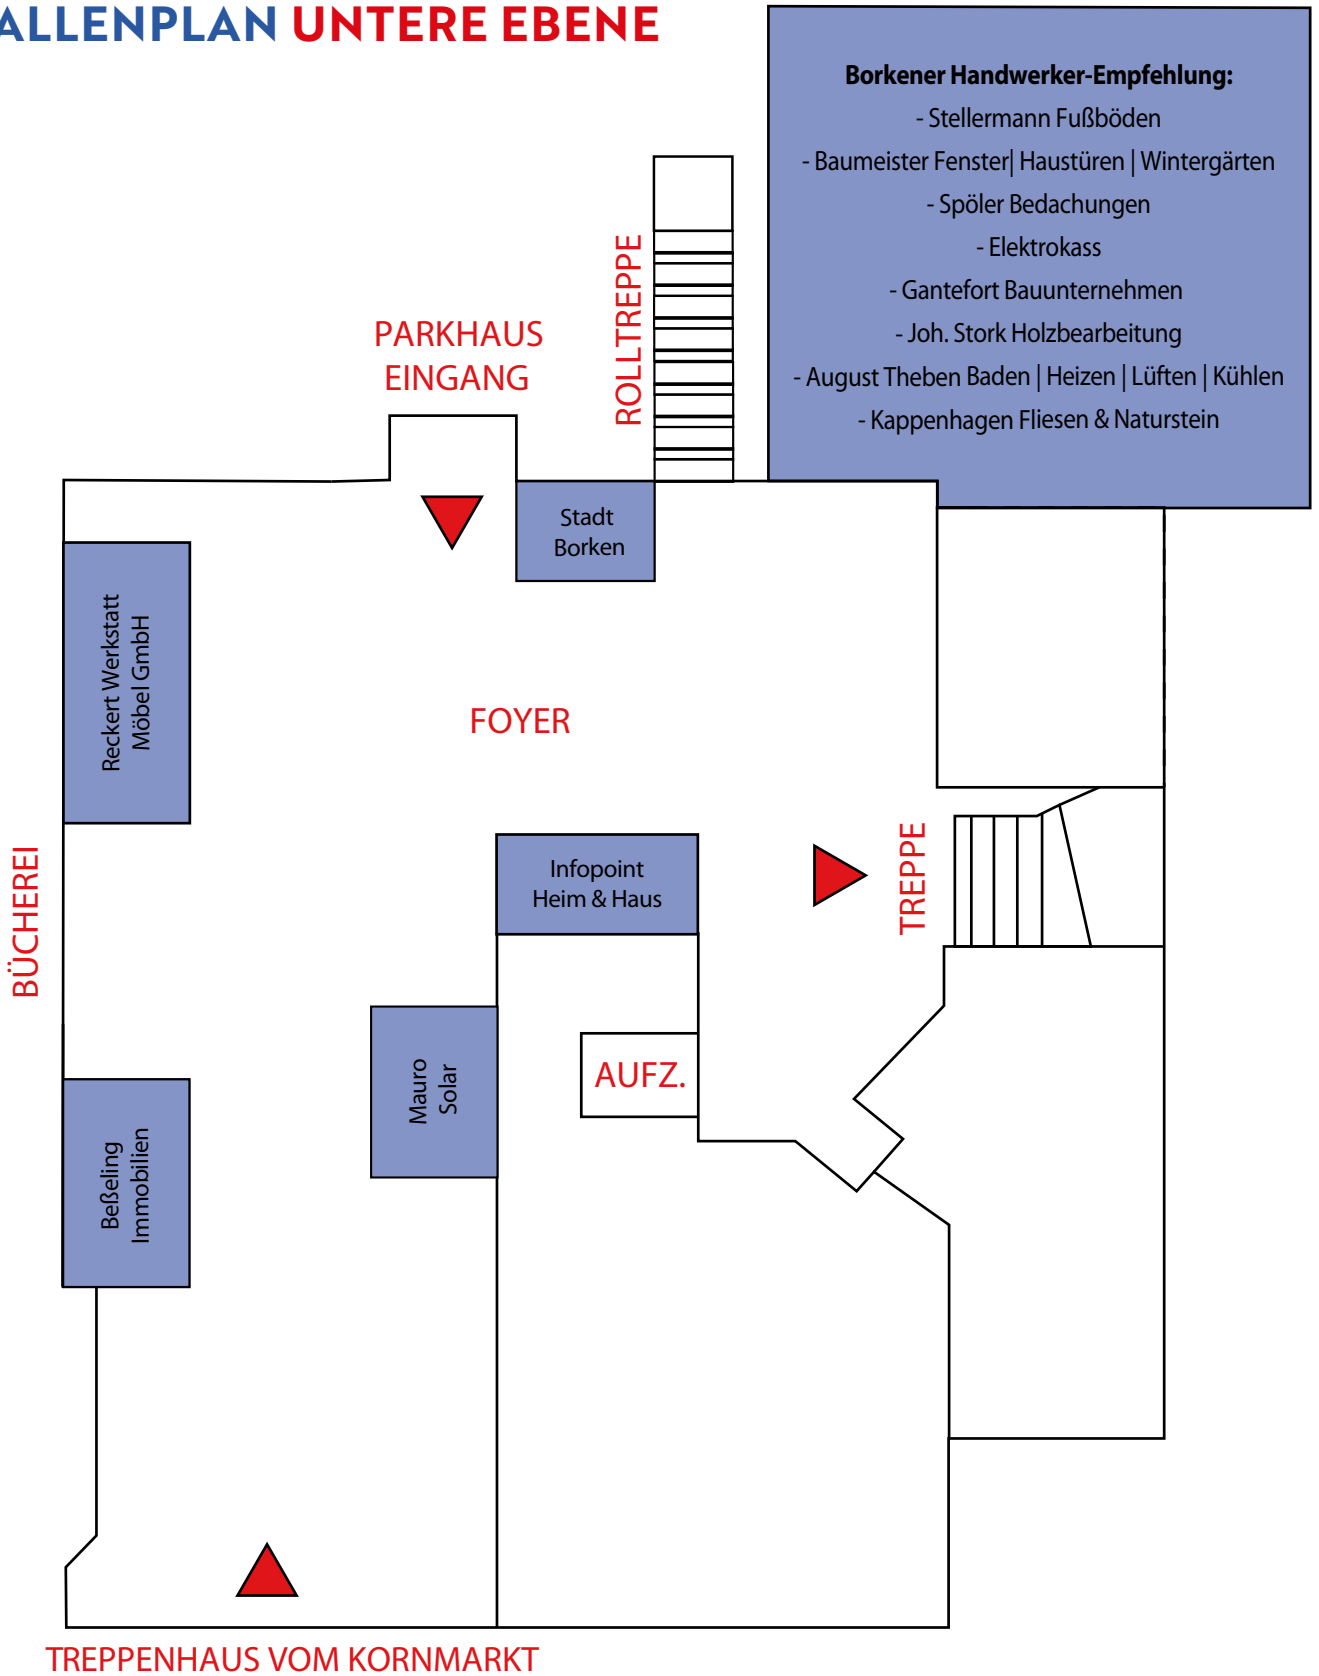 ALLENPLAN UNTERE EBENE
Borkener Handwerker-Empfehlung:
- Stellermann Fußböden
- Baumeister Fenster| Haustüren | Wintergärten
- Spöler Bedachungen
- Elektrokass
- Gantefort Bauunternehmen
- Joh. Stork Holzbearbeitung
- August Theben Baden | Heizen | Lüften | Kühlen
- Kappenhagen Fliesen & Naturstein
ROLLTREPPE
PARKHAUS
EINGANG
Stadt
Borken
Reckert Werkstatt
Möbel GmbH
FOYER
BÜCHEREI
Infopoint
Heim & Haus
TREPPE
Mauro
Solar
AUFZ.
Beßeling
Immobilien
TREPPENHAUS VOM KORNMARKT